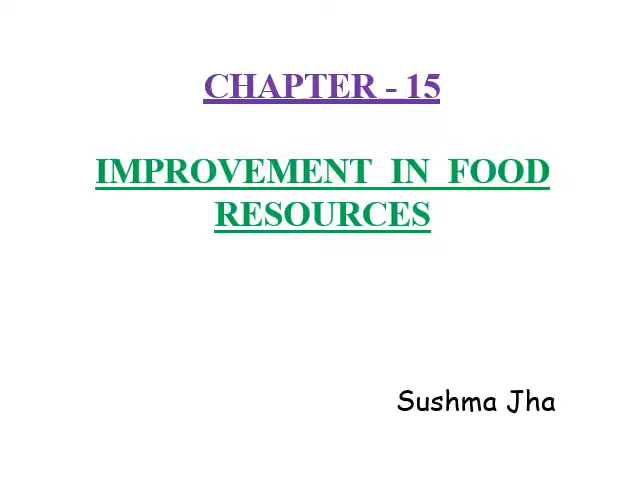 CHAPTER - 15
IMPROVEMENT IN FOOD
RESOURCES
Sushma Jha